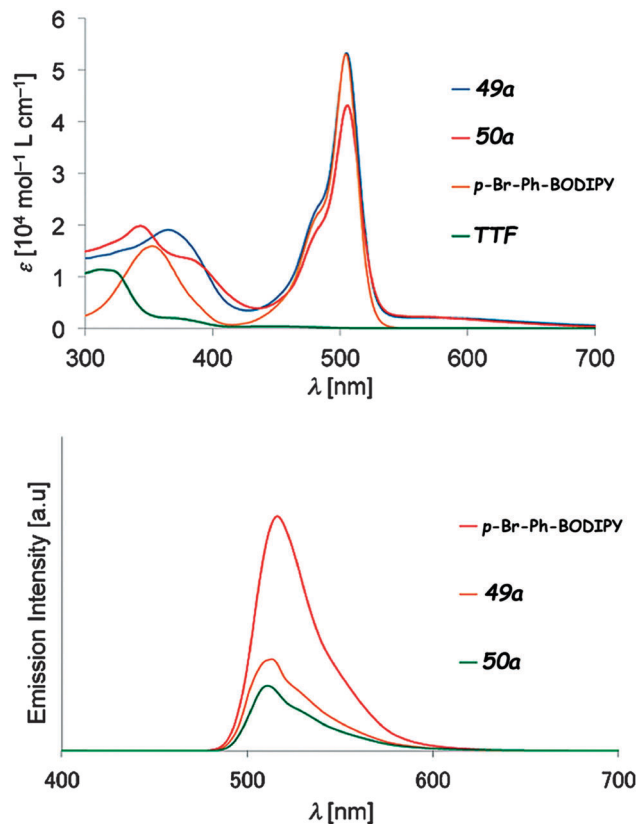 6
5
4
3
2
1
0
ε [10⁴ mol⁻¹ L cm⁻¹]
300 400 500 600 700
λ [nm]
49a
50a
p-Br-Ph-BODIPY
TTF
Emission Intensity [a.u]
400 500 600 700
λ [nm]
p-Br-Ph-BODIPY
49a
50a